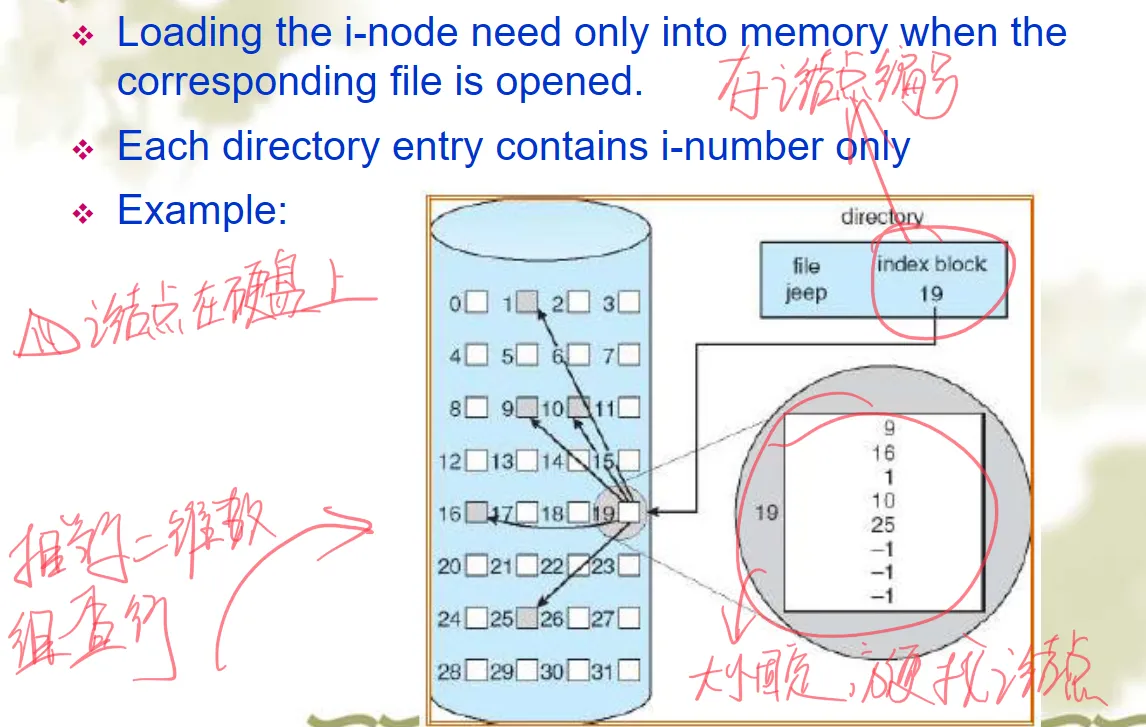 ❖ Loading the i-node need only into memory when the
corresponding file is opened.
存i结点编号
❖ Each directory entry contains i-number only
❖ Example:
i结点在硬盘上
directory
file index block
jeep 19
0 1 2 3
4 5 6 7
8 9 10 11
12 13 14 15
16 17 18 19
20 21 22 23
24 25 26 27
28 29 30 31
19
9
16
1
10
25
-1
-1
-1
二维数
组查行
大小固定,方便找i结点